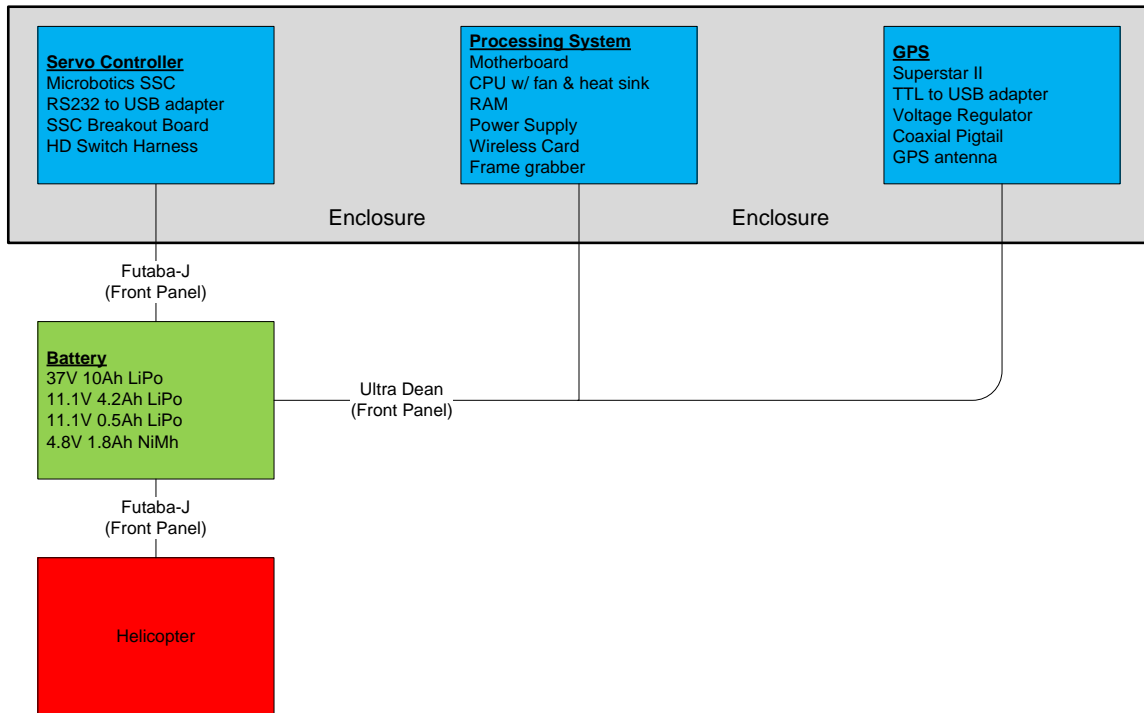 Servo Controller
Microbotics SSC
RS232 to USB adapter
SSC Breakout Board
HD Switch Harness
Processing System
Motherboard
CPU w/ fan & heat sink
RAM
Power Supply
Wireless Card
Frame grabber
GPS
Superstar II
TTL to USB adapter
Voltage Regulator
Coaxial Pigtail
GPS antenna
Enclosure
Enclosure
Futaba-J
(Front Panel)
Battery
37V 10Ah LiPo
11.1V 4.2Ah LiPo
11.1V 0.5Ah LiPo
4.8V 1.8Ah NiMh
Ultra Dean
(Front Panel)
Futaba-J
(Front Panel)
Helicopter